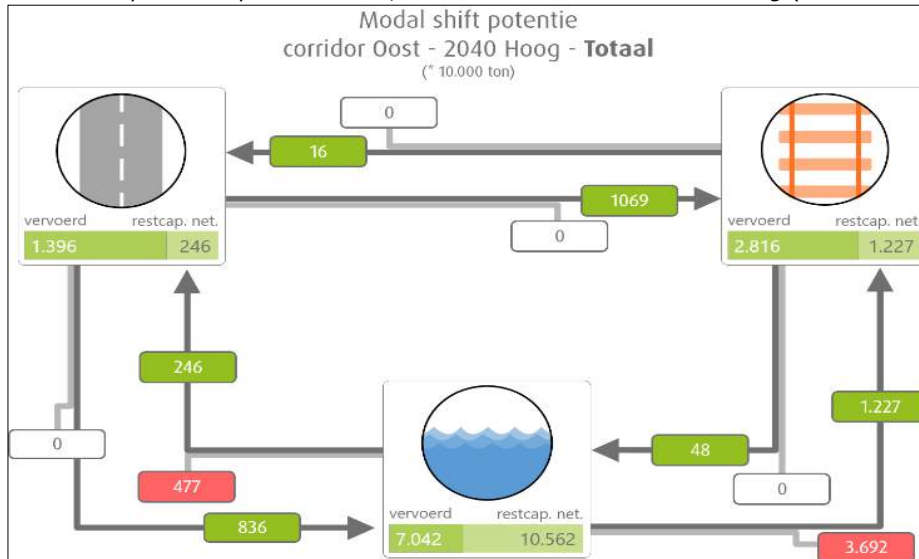 Modal shift potentie
corridor Oost - 2040 Hoog - Totaal
(* 10.000 ton)
0
16
1069
0
vervoerd restcap. net.
1.396 246
vervoerd restcap. net.
2.816 1.227
246
1.227
0
477
48
0
836
vervoerd restcap. net.
7.042 10.562
3.692